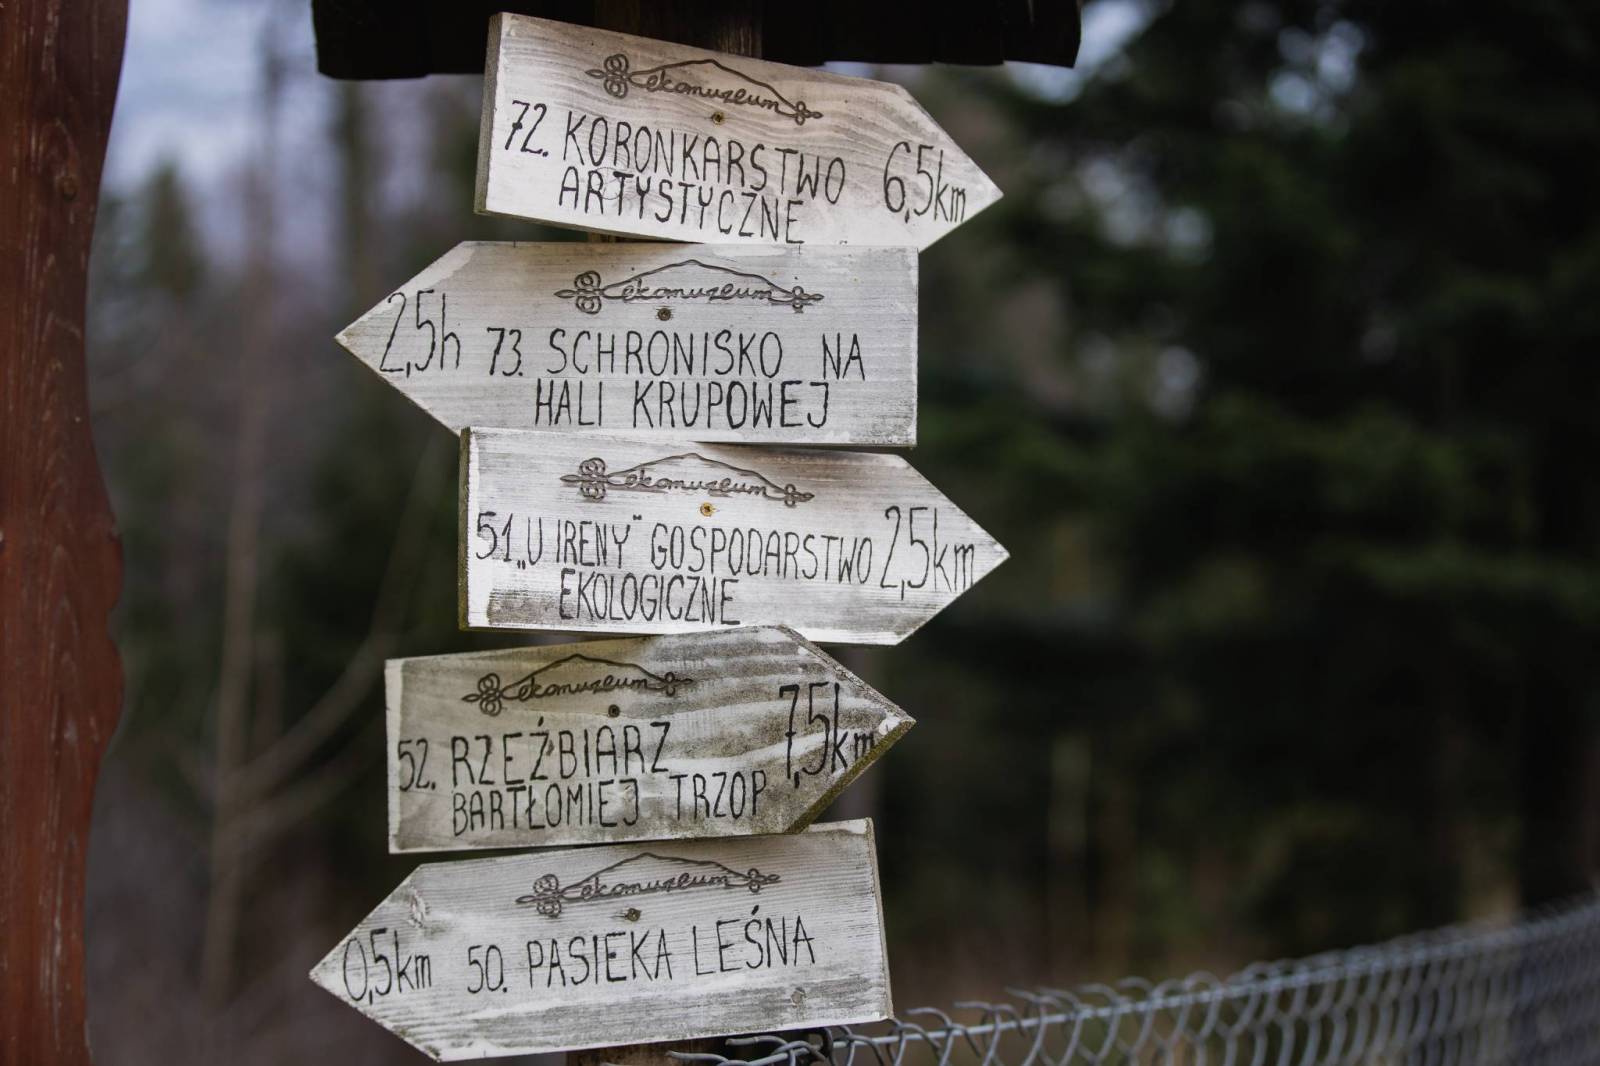 ekomuzeum
72. KORONKARSTWO 6,5km
ARTYSTYCZNE
ekomuzeum
2,5h 73. SCHRONISKO NA
HALI KRUPOWEJ
ekomuzeum
51. „U IRENY" GOSPODARSTWO 2,5km
EKOLOGICZNE
ekomuzeum
52. RZEŹBIARZ 7,5km
BARTŁOMIEJ TRZOP
ekomuzeum
0,5km 50. PASIEKA LEŚNA